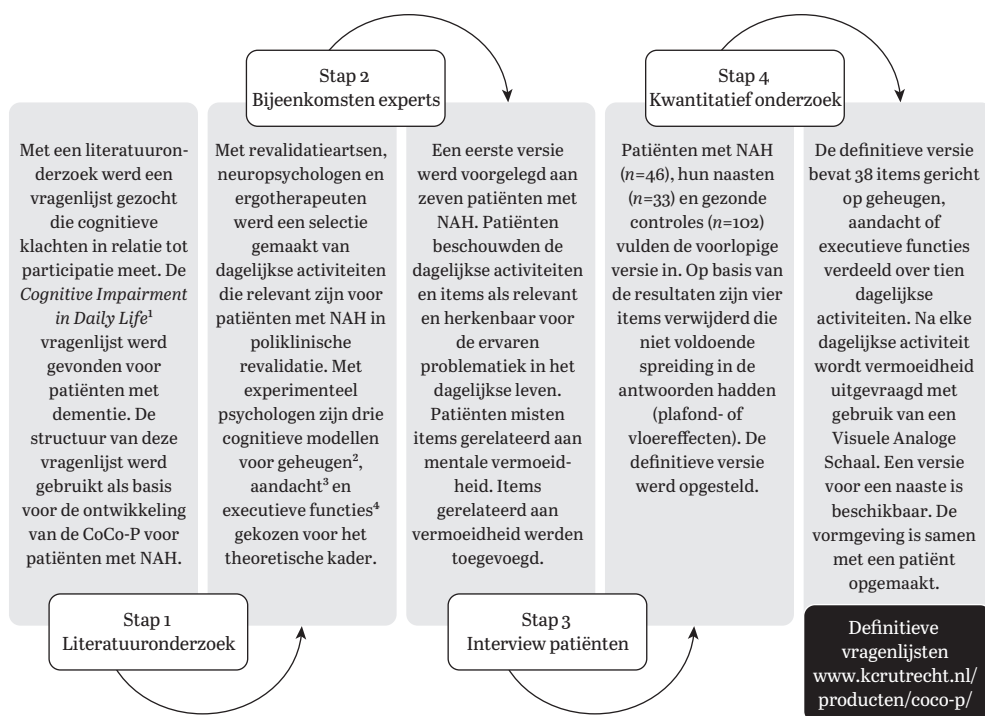 Stap 1
Literatuuronderzoek
Met een literatuuron-
derzoek werd een
vragenlijst gezocht
die cognitieve
klachten in relatie tot
participatie meet. De
Cognitive Impairment
in Daily Life¹
vragenlijst werd
gevonden voor
patiënten met
dementie. De
structuur van deze
vragenlijst werd
gebruikt als basis
voor de ontwikkeling
van de CoCo-P voor
patiënten met NAH.
Stap 2
Bijeenkomsten experts
Met revalidatieartsen,
neuropsychologen en
ergotherapeuten
werd een selectie
gemaakt van
dagelijkse activiteiten
die relevant zijn voor
patiënten met NAH in
poliklinische
revalidatie. Met
experimenteel
psychologen zijn drie
cognitieve modellen
voor geheugen²,
aandacht³ en
executieve functies⁴
gekozen voor het
theoretische kader.
Stap 3
Interview patiënten
Een eerste versie
werd voorgelegd aan
zeven patiënten met
NAH. Patiënten
beschouwden de
dagelijkse activiteiten
en items als relevant
en herkenbaar voor
de ervaren
problematiek in het
dagelijkse leven.
Patiënten misten
items gerelateerd aan
mentale vermoeid-
heid. Items
gerelateerd aan
vermoeidheid werden
toegevoegd.
Stap 4
Kwantitatief onderzoek
Patiënten met NAH
(n=46), hun naasten
(n=33) en gezonde
controles (n=102)
vulden de voorlopige
versie in. Op basis van
de resultaten zijn vier
items verwijderd die
niet voldoende
spreiding in de
antwoorden hadden
(plafond- of
vloereffecten). De
definitieve versie
werd opgesteld.
De definitieve versie
bevat 38 items gericht
op geheugen,
aandacht of
executieve functies
verdeeld over tien
dagelijkse
activiteiten. Na elke
dagelijkse activiteit
wordt vermoeidheid
uitgevraagd met
gebruik van een
Visuele Analoge
Schaal. Een versie
voor een naaste is
beschikbaar. De
vormgeving is samen
met een patiënt
opgemaakt.
Definitieve
vragenlijsten
www.kcrutrecht.nl/
producten/coco-p/